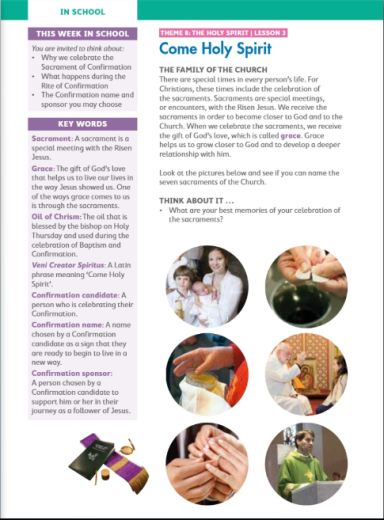 IN SCHOOL
THIS WEEK IN SCHOOL
You are invited to think about:
• Why we celebrate the
Sacrament of Confirmation
• What happens during the
Rite of Confirmation
• The Confirmation name and
sponsor you may choose
KEY WORDS
Sacrament: A sacrament is a
special meeting with the Risen
Jesus.
Grace: The gift of God's love
that helps us to live our lives in
the way Jesus showed us. One
of the ways grace comes to us
is through the sacraments.
Oil of Chrism: The oil that is
blessed by the bishop on Holy
Thursday and used during the
celebration of Baptism and
Confirmation.
Veni Creator Spiritus: A Latin
phrase meaning 'Come Holy
Spirit'.
Confirmation candidate: A
person who is celebrating their
Confirmation.
Confirmation name: A name
chosen by a Confirmation
candidate as a sign that they
are ready to begin to live in a
new way.
Confirmation sponsor:
A person chosen by a
Confirmation candidate to
support him or her in their
journey as a follower of Jesus.
THEME 8: THE HOLY SPIRIT | LESSON 3
Come Holy Spirit
THE FAMILY OF THE CHURCH
There are special times in every person's life. For
Christians, these times include the celebration of
the sacraments. Sacraments are special meetings,
or encounters, with the Risen Jesus. We receive the
sacraments in order to become closer to God and to the
Church. When we celebrate the sacraments, we receive
the gift of God's love, which is called grace. Grace
helps us to grow closer to God and to develop a deeper
relationship with him.
Look at the pictures below and see if you can name the
seven sacraments of the Church.
THINK ABOUT IT ...
• What are your best memories of your celebration of
the sacraments?